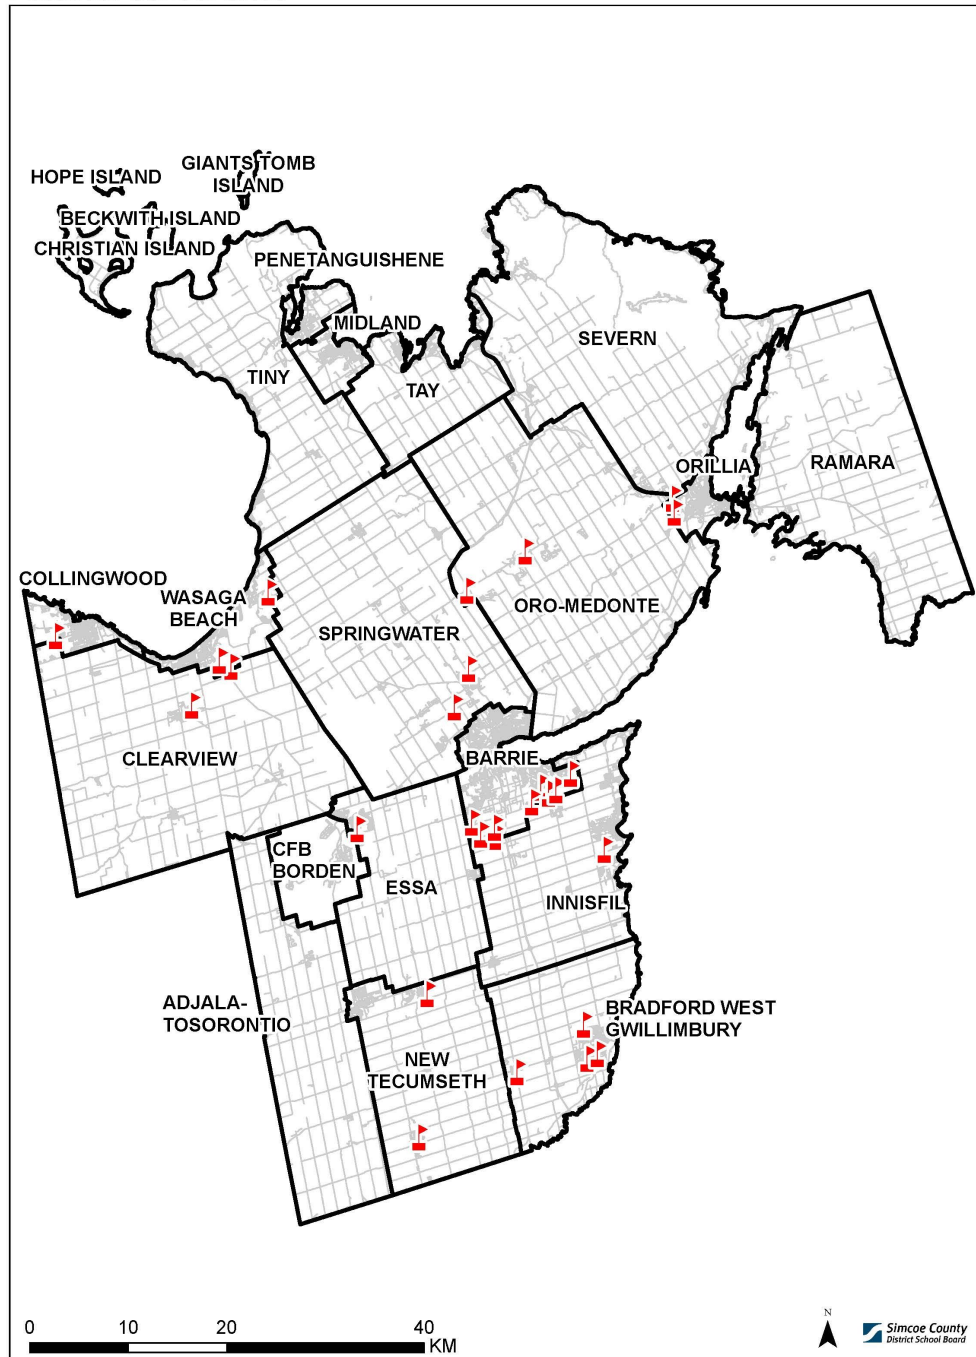 GIANTS TOMB
ISLAND
HOPE ISLAND
BECKWITH ISLAND
CHRISTIAN ISLAND
PENETANGUISHENE
MIDLAND
SEVERN
TINY
TAY
ORILLIA
RAMARA
COLLINGWOOD
WASAGA
BEACH
ORO-MEDONTE
SPRINGWATER
CLEARVIEW
BARRIE
CFB
BORDEN
ESSA
INNISFIL
ADJALA-
TOSORONTIO
BRADFORD WEST
GWILLIMBURY
NEW
TECUMSETH
0 10 20 40
KM
N
Simcoe County
District School Board